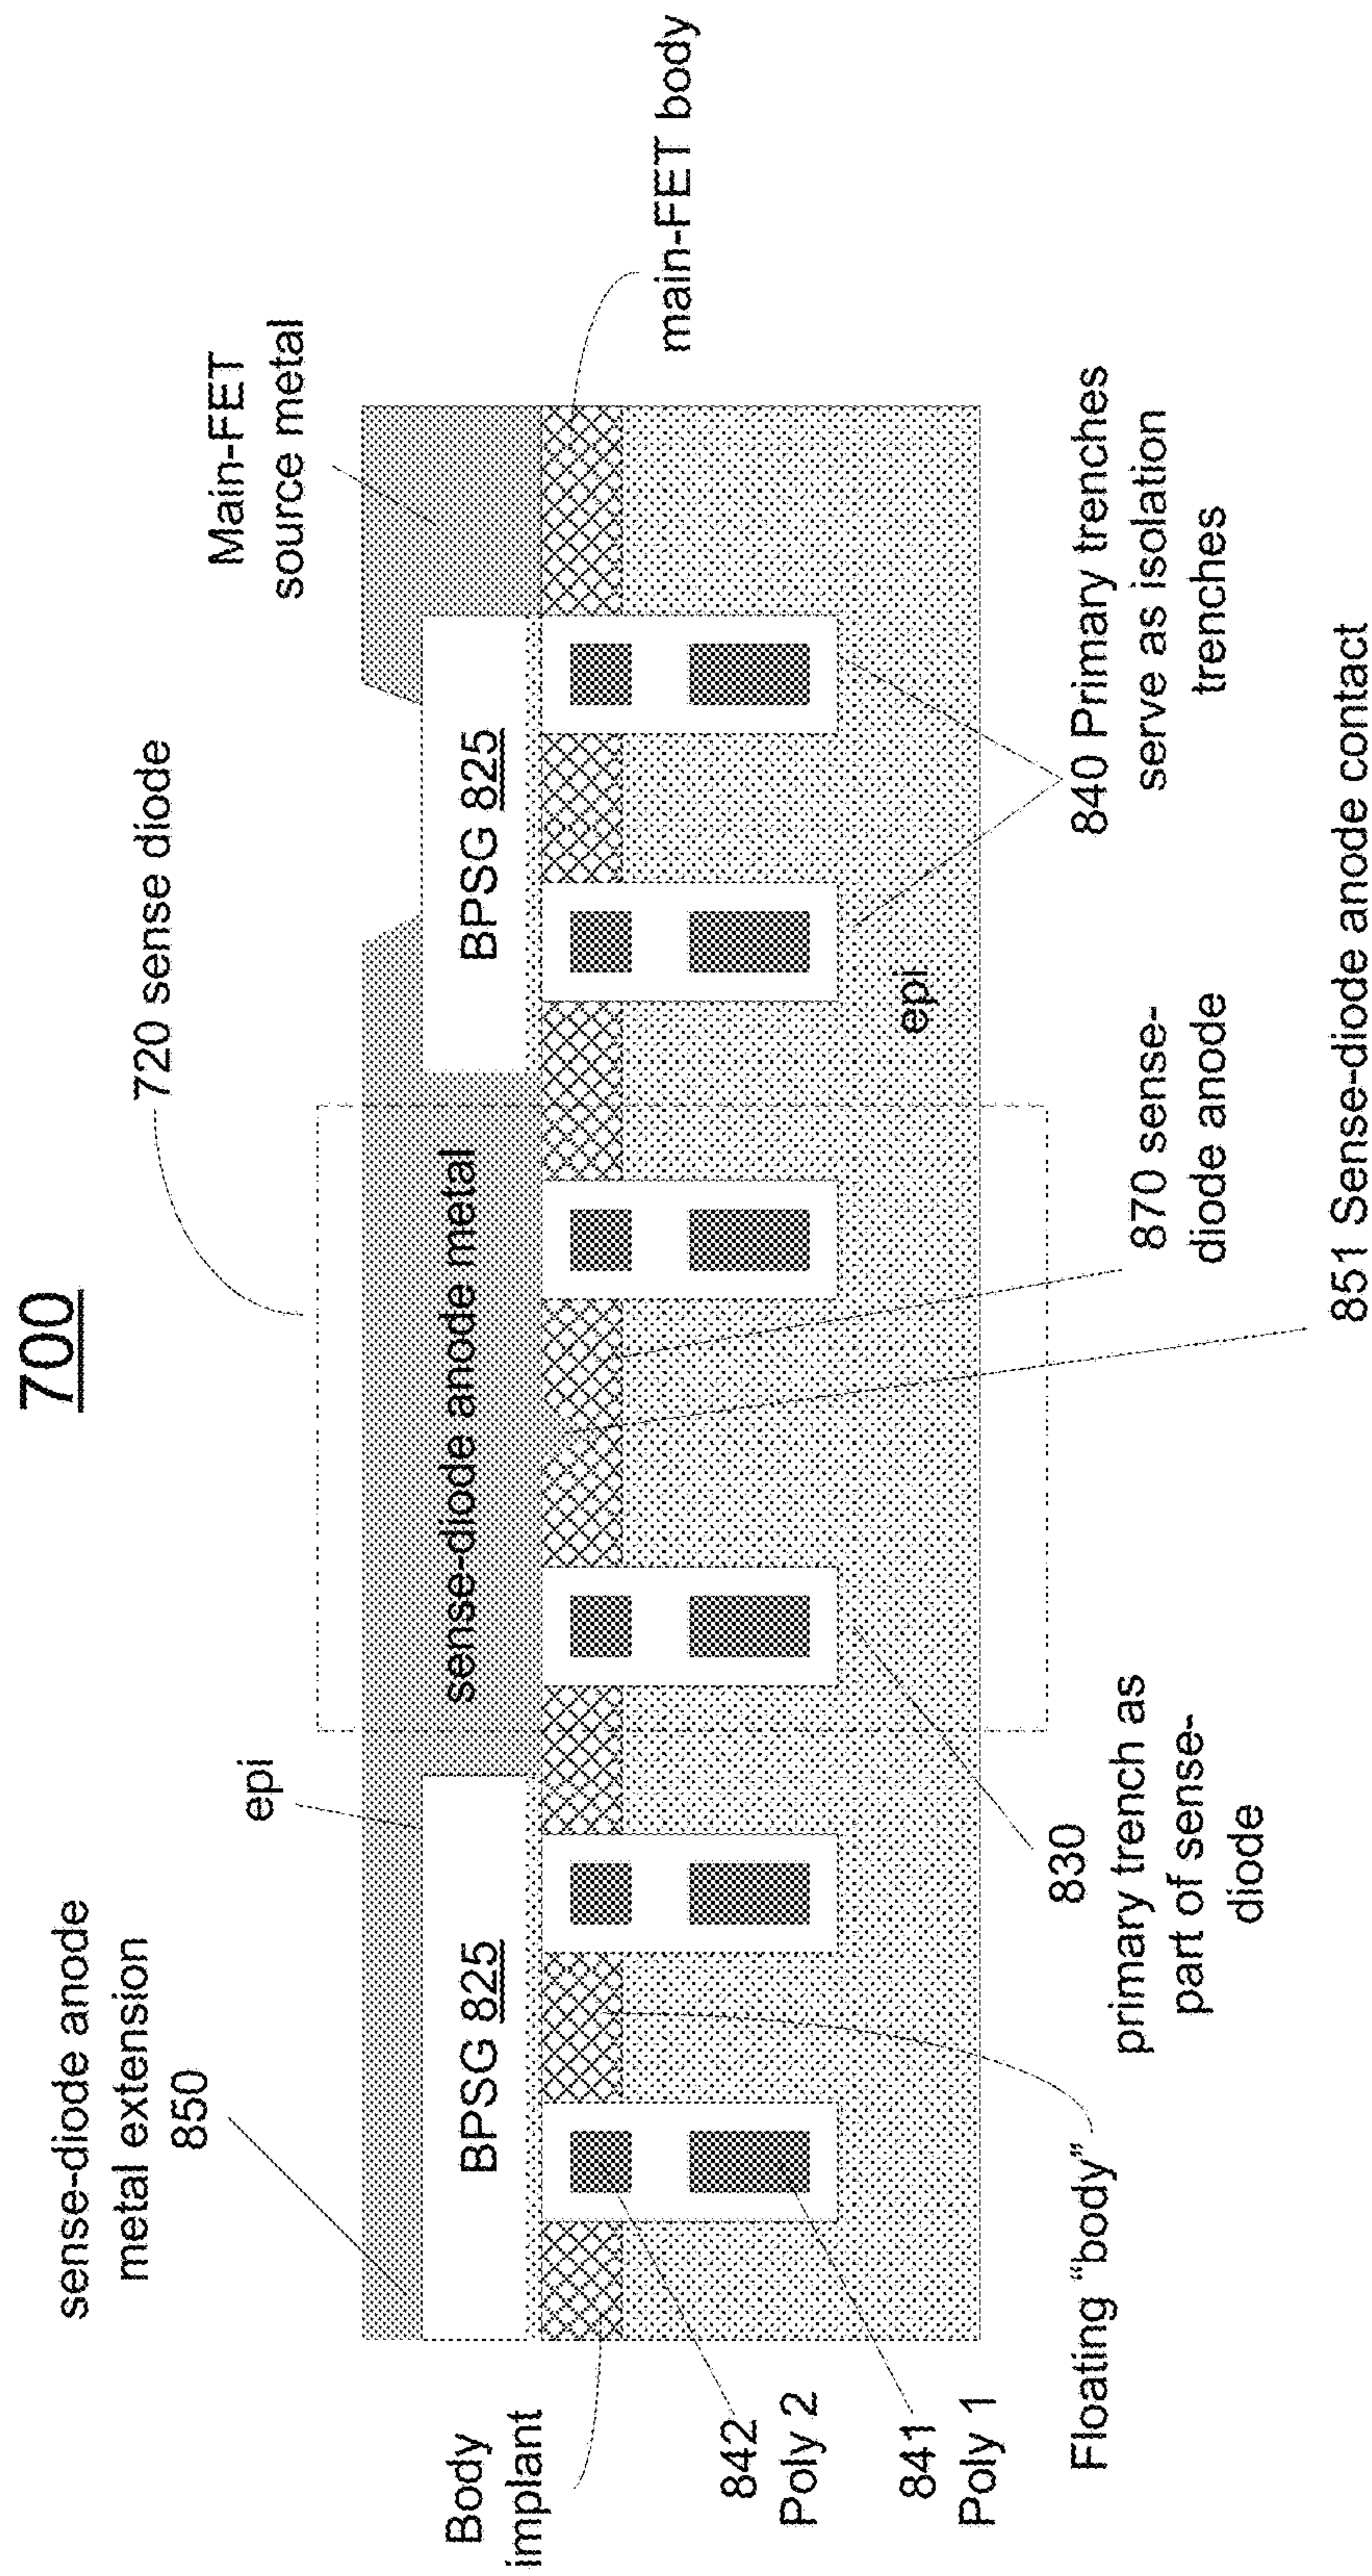 700
720 sense diode
sense-diode anode
metal extension
850
epi
Main-FET
source metal
BPSG 825
sense-diode anode metal
BPSG 825
main-FET body
Body
implant
842
Poly 2
841
Poly 1
epi
Floating “body”
830
primary trench as
part of sense-
diode
870 sense-
diode anode
840 Primary trenches
serve as isolation
trenches
851 Sense-diode anode contact